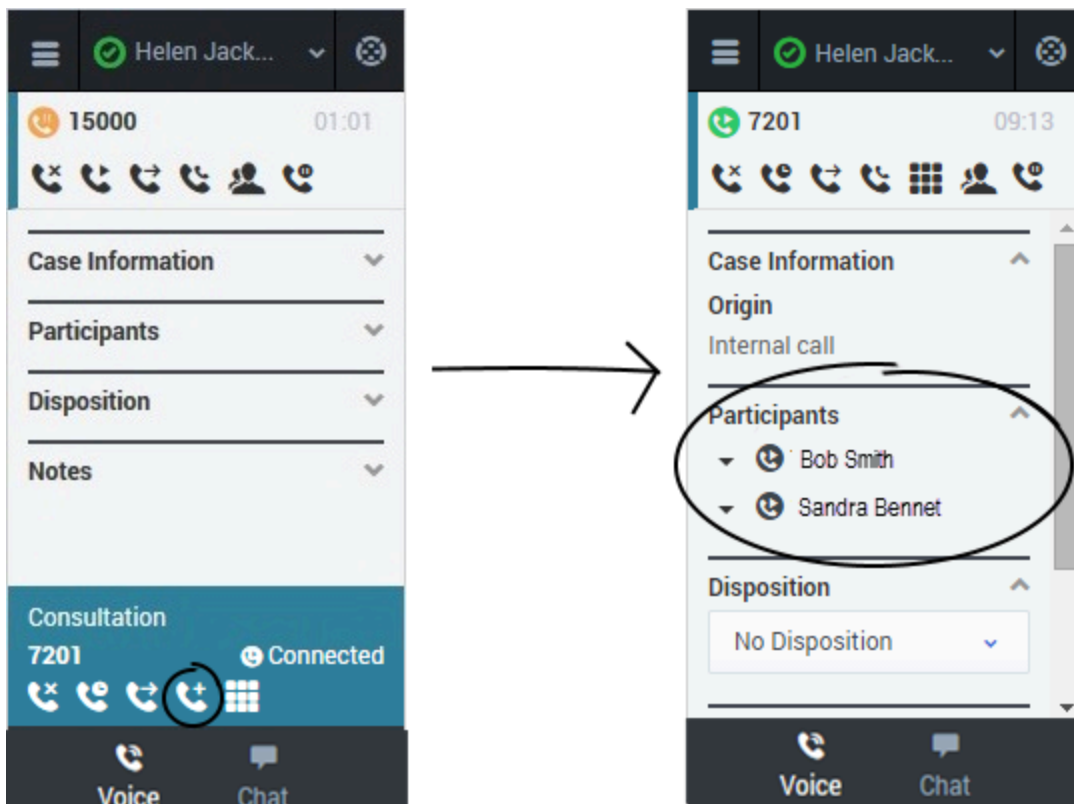 Helen Jack...
15000 01:01
Case Information
Participants
Disposition
Notes
Consultation
7201 Connected
Voice Chat
Helen Jack...
7201 09:13
Case Information
Origin
Internal call
Participants
Bob Smith
Sandra Bennet
Disposition
No Disposition
Voice Chat